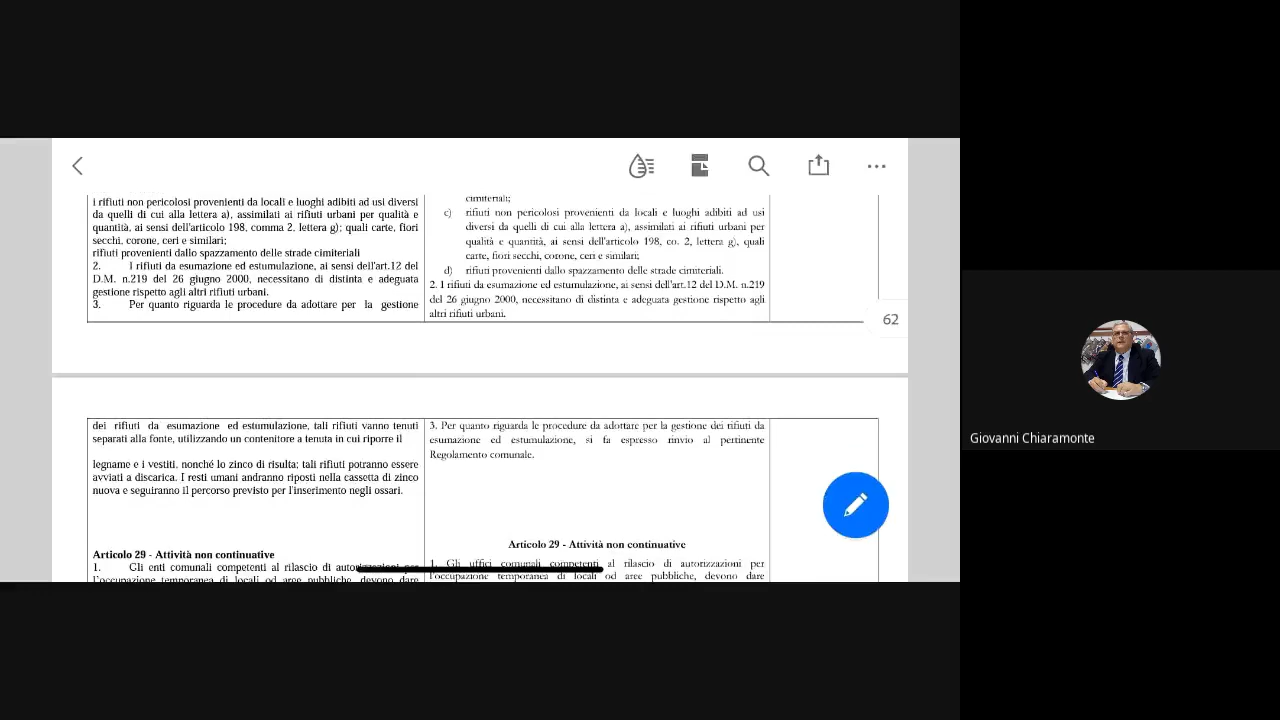 i rifiuti non pericolosi provenienti da locali e luoghi adibiti ad usi diversi
da quelli di cui alla lettera a), assimilati ai rifiuti urbani per qualità e
quantità, ai sensi dell'articolo 198, comma 2, lettera g); quali carte, fiori
secchi, corone, ceri e similari;
rifiuti provenienti dallo spazzamento delle strade cimiteriali
2. I rifiuti da esumazione ed estumulazione, ai sensi dell'art.12 del
D.M. n.219 del 26 giugno 2000, necessitano di distinta e adeguata
gestione rispetto agli altri rifiuti urbani.
3. Per quanto riguarda le procedure da adottare per la gestione
cimiteriali;
c) rifiuti non pericolosi provenienti da locali e luoghi adibiti ad usi
diversi da quelli di cui alla lettera a), assimilati ai rifiuti urbani per
qualità e quantità, ai sensi dell'articolo 198, co. 2, lettera g), quali
carte, fiori secchi, corone, ceri e similari;
d) rifiuti provenienti dallo spazzamento delle strade cimiteriali.
2. I rifiuti da esumazione ed estumulazione, ai sensi dell'art.12 del D.M. n.219
del 26 giugno 2000, necessitano di distinta e adeguata gestione rispetto agli
altri rifiuti urbani.
62
dei rifiuti da esumazione ed estumulazione, tali rifiuti vanno tenuti
separati alla fonte, utilizzando un contenitore a tenuta in cui riporre il
legname e i vestiti, nonché lo zinco di risulta; tali rifiuti potranno essere
avviati a discarica. I resti umani andranno riposti nella cassetta di zinco
nuova e seguiranno il percorso previsto per l'inserimento negli ossari.
Articolo 29 - Attività non continuative
1. Gli enti comunali competenti al rilascio di autorizzazioni per
l'occupazione temporanea di locali od aree pubbliche, devono dare
3. Per quanto riguarda le procedure da adottare per la gestione dei rifiuti da
esumazione ed estumulazione, si fa espresso rinvio al pertinente
Regolamento comunale.
Articolo 29 - Attività non continuative
1. Gli uffici comunali competenti al rilascio di autorizzazioni per
l'occupazione temporanea di locali od aree pubbliche, devono dare
Giovanni Chiaramonte